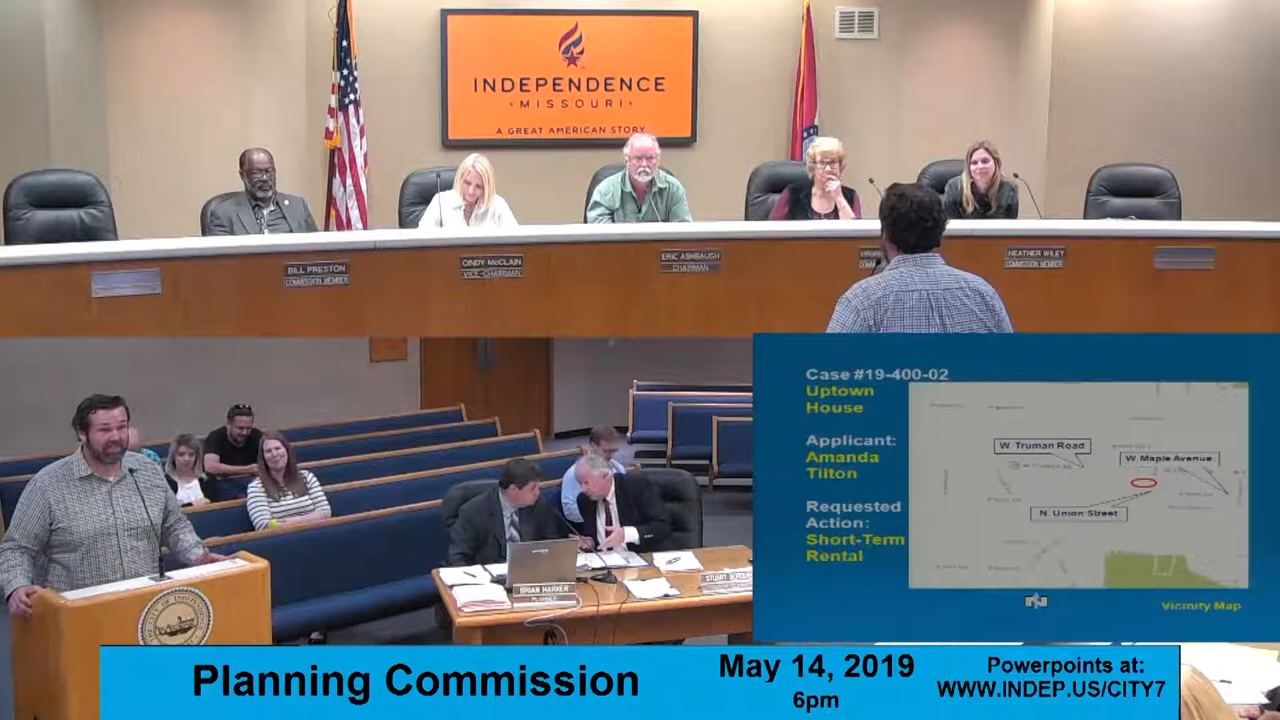 INDEPENDENCE
MISSOURI
A GREAT AMERICAN STORY
BILL PRESTON
COMMISSION MEMBER
CINDY McCLAIN
VICE-CHAIRMAN
ERIC ASHBAUGH
CHAIRMAN
HEATHER WILEY
COMMISSION MEMBER
Case #19-400-02
Uptown
House
Applicant:
Amanda
Tilton
Requested
Action:
Short-Term
Rental
W. Truman Road
W. Maple Avenue
N. Union Street
Vicinity Map
BRIAN HARKER
PLANNER
STUART
Planning Commission
May 14, 2019
6pm
Powerpoints at:
WWW.INDEP.US/CITY7